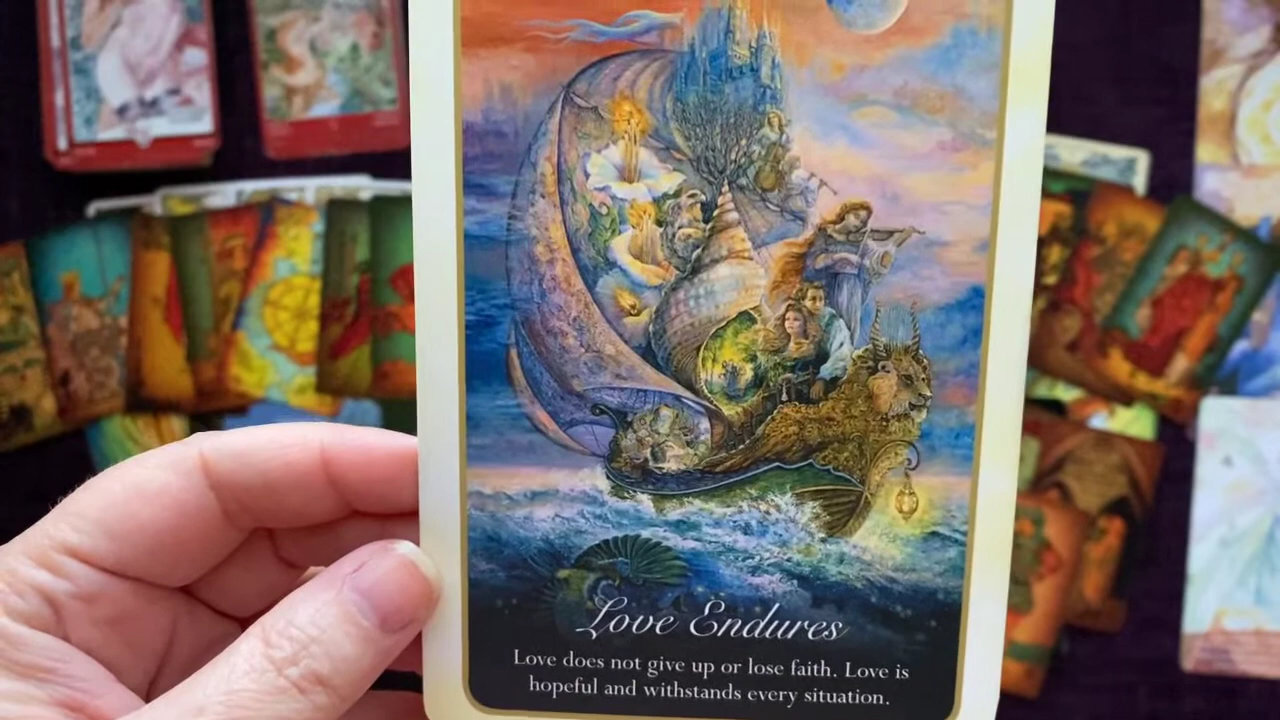 Love Endures
Love does not give up or lose faith. Love is
hopeful and withstands every situation.